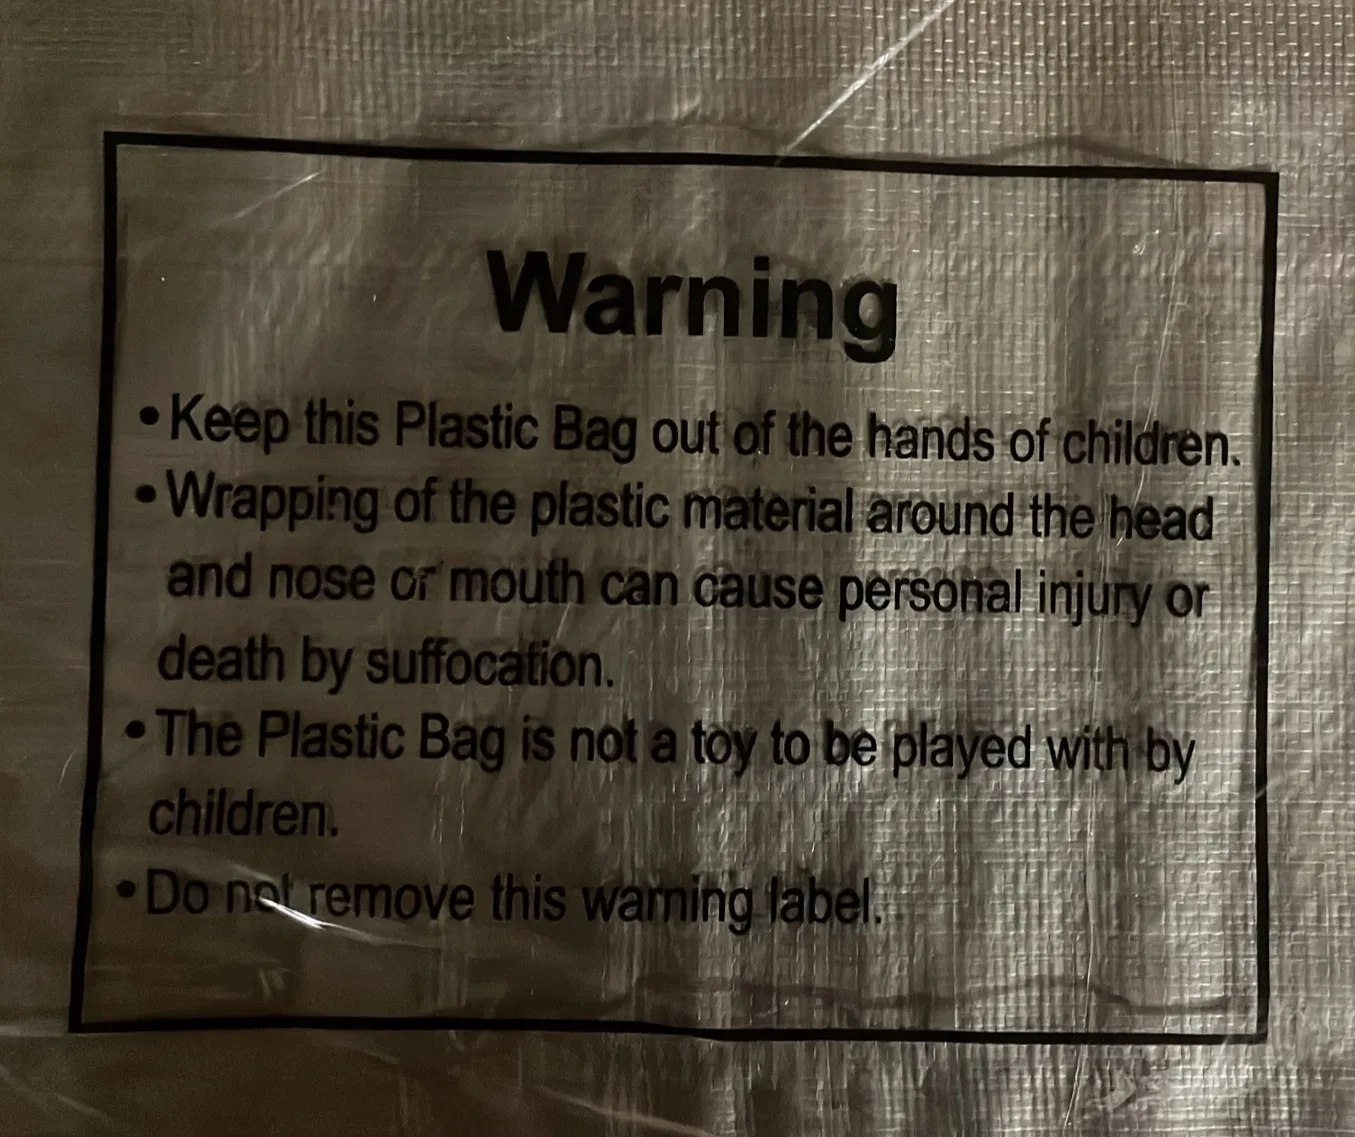 Warning
• Keep this Plastic Bag out of the hands of children.
• Wrapping of the plastic material around the head
and nose or mouth can cause personal injury or
death by suffocation.
• The Plastic Bag is not a toy to be played with by
children.
• Do not remove this warning label.